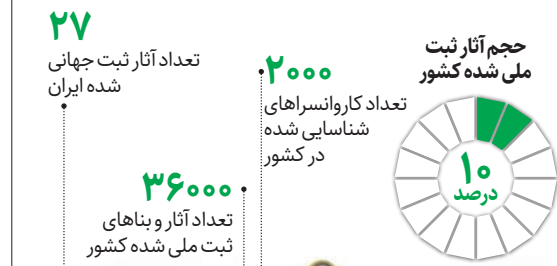 حجم آثار ثبت
ملی شده کشور
۱۰
درصد
۲۰۰۰
تعداد کاروانسراهای
شناسایی شده
در کشور
۲۷
تعداد آثار ثبت جهانی
شده ایران
۳۶۰۰۰
تعداد آثار و بناهای
ثبت ملی شده کشور